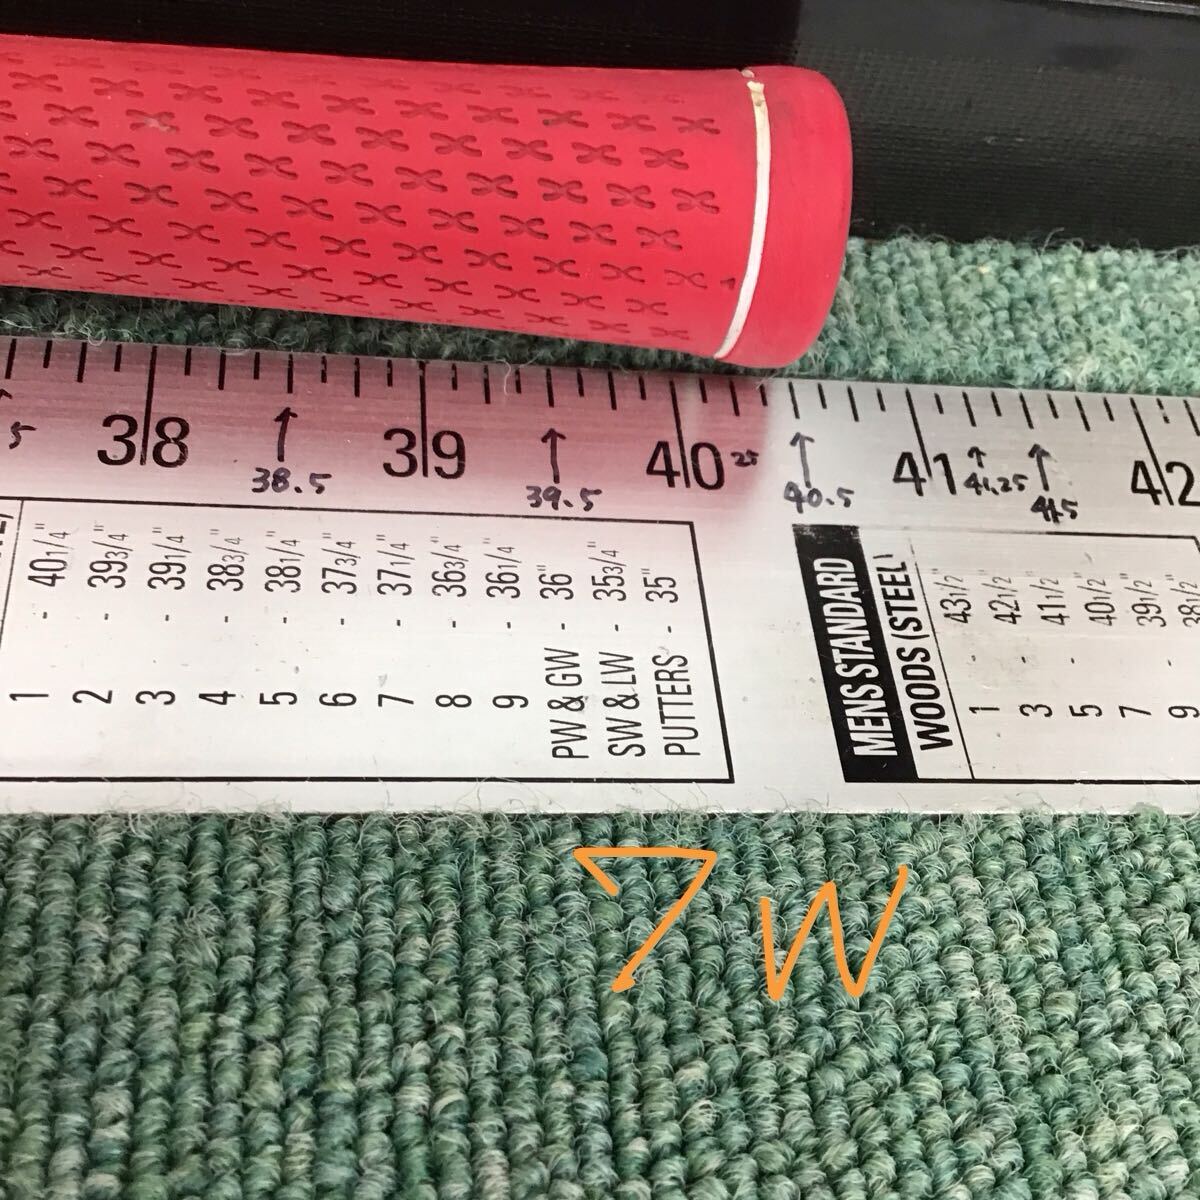 38 39 40 41 42
5 38.5 39.5 25 40.5 41.25 41.5
1 - 40 1/4"
2 - 39 3/4"
3 - 39 1/4"
4 - 38 3/4"
5 - 38 1/4"
6 - 37 3/4"
7 - 37 1/4"
8 - 36 3/4"
9 - 36 1/4"
PW & GW - 36"
SW & LW - 35 3/4"
PUTTERS - 35"
MENS STANDARD
WOODS (STEEL)
1 - 43 1/2"
3 - 42 1/2"
5 - 41 1/2"
7 - 40 1/2"
9 - 39 1/2"
38 1/2"
7W